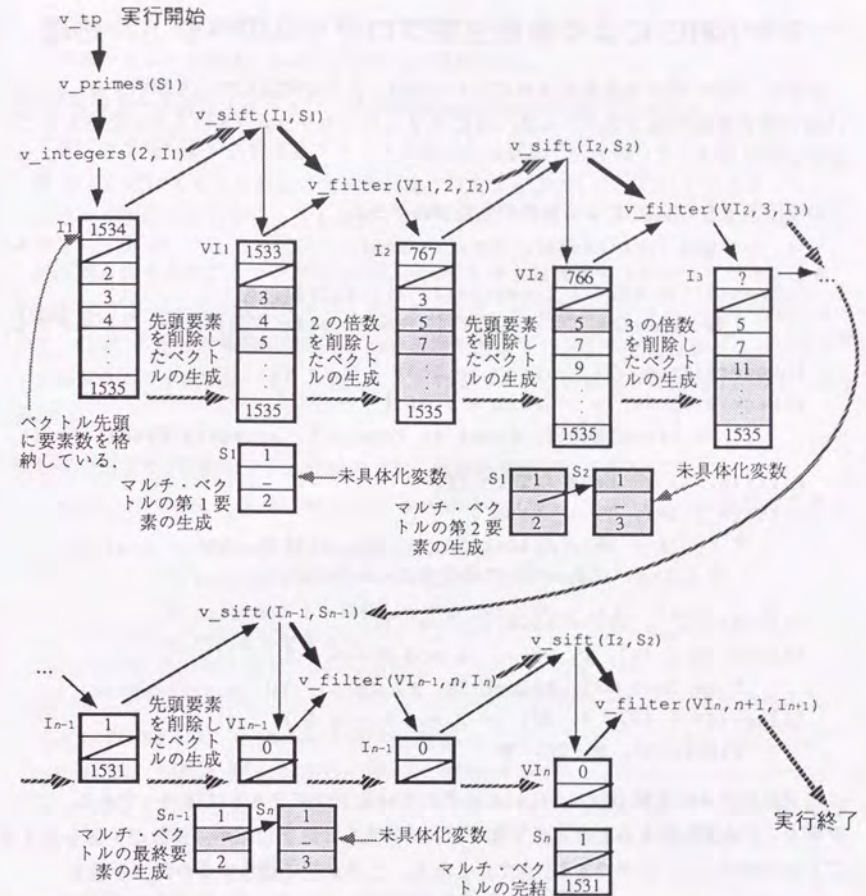 v_tp 実行開始
v_primes(S1)
v_sift(I1,S1)
v_integers(2,I1)
v_sift(I2,S2)
v_filter(VI1,2,I2)
v_filter(VI2,3,I3)
I1
1534
2
3
4
1535
VI1
1533
3
4
5
1535
I2
767
3
5
7
1535
VI2
766
5
7
9
1535
I3
?
5
7
11
1535
...
先頭要素
を削除し
たベクト
ルの生成
2の倍数
を削除し
たベクト
ルの生成
先頭要素
を削除し
たベクト
ルの生成
3の倍数
を削除し
たベクト
ルの生成
ベクトル先頭
に要素数を格
納している.
S1
1
_
2
未具体化変数
マルチ・ベク
トルの第1要
素の生成
S1
1
2
S2
1
_
3
未具体化変数
マルチ・ベク
トルの第2要
素の生成
v_sift(In-1,Sn-1)
v_sift(I2,S2)
...
v_filter(VIn-1,n,In)
v_filter(VIn,n+1,In+1)
In-1
1
1531
先頭要素
を削除し
たベクト
ルの生成
VIn-1
0
In-1
0
VIn
0
実行終了
Sn-1
1
2
Sn
1
_
3
未具体化変数
マルチ・ベク
トルの最終要
素の生成
Sn
1
1531
マルチ・ベク
トルの完結